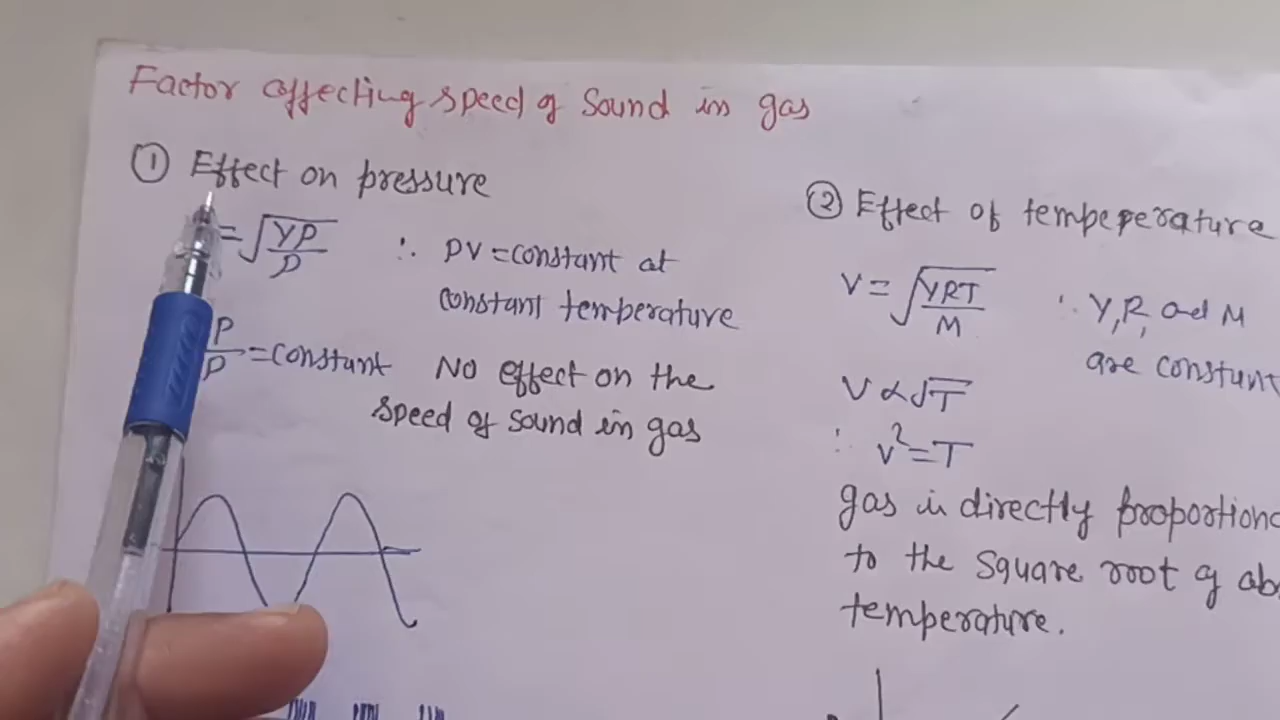 Factor affecting speed of sound in gas
① Effect on pressure
= √(γP/ρ) ∴ PV = constant at
constant temperature
P/ρ = constant No effect on the
speed of sound in gas
② Effect of tempeperature
V = √(γRT/M) ∵ γ, R, and M
are constant
V ∝ √T
∴ v² = T
gas is directly proportiona
to the square root of ab
temperature.